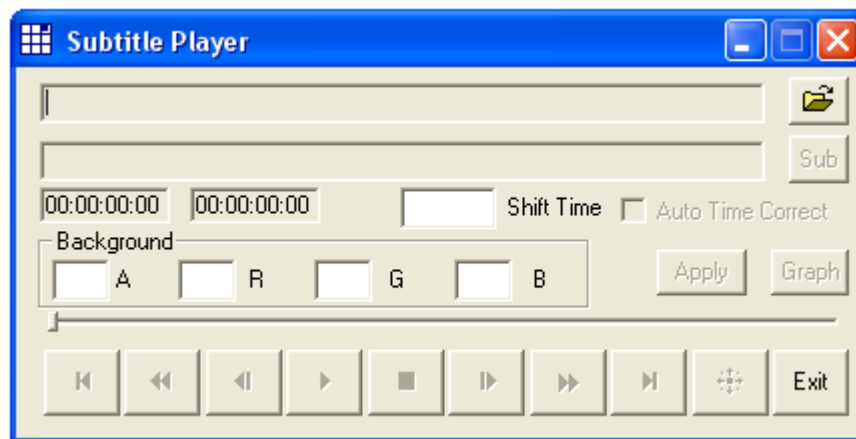 Subtitle Player
Sub
00:00:00:00 00:00:00:00 Shift Time Auto Time Correct
Background
A R G B Apply Graph
Exit